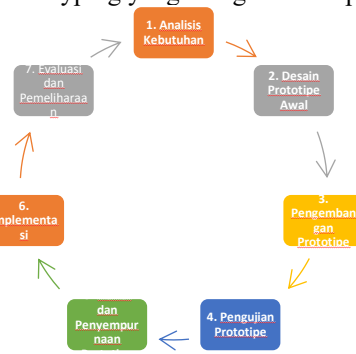 1. Analisis
Kebutuhan
2. Desain
Prototipe
Awal
3.
Pengemban
gan
Prototipe
4. Pengujian
Prototipe
dan
Penyempur
naan
6.
mplementa
si
7. Evaluasi
dan
Pemeliharaa
n